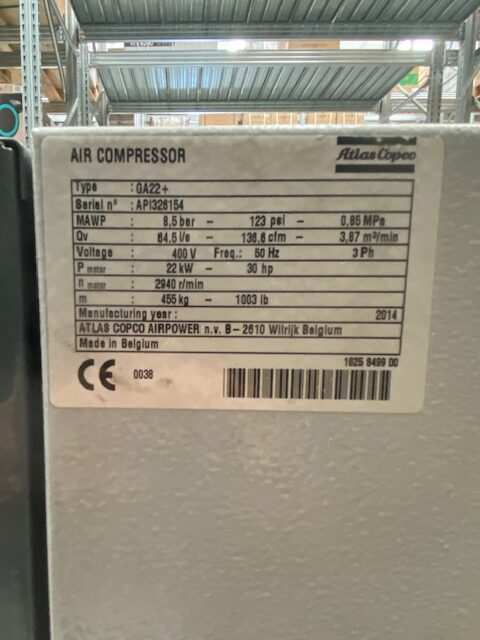 AIR COMPRESSOR
Atlas Copco
Type : GA22+
Serial n° : API326154
MAWP : 8,5 bar – 123 psi – 0,85 MPa
Qv : 64,5 l/s – 136,6 cfm – 3,87 m³/min
Voltage : 400 V Freq.: 50 Hz 3 Ph
P motor : 22 kW – 30 hp
n motor : 2940 r/min
m : 455 kg – 1003 lb
Manufacturing year : 2014
ATLAS COPCO AIRPOWER n.v. B – 2610 Wilrijk Belgium
Made in Belgium
1625 8499 00
CE 0038